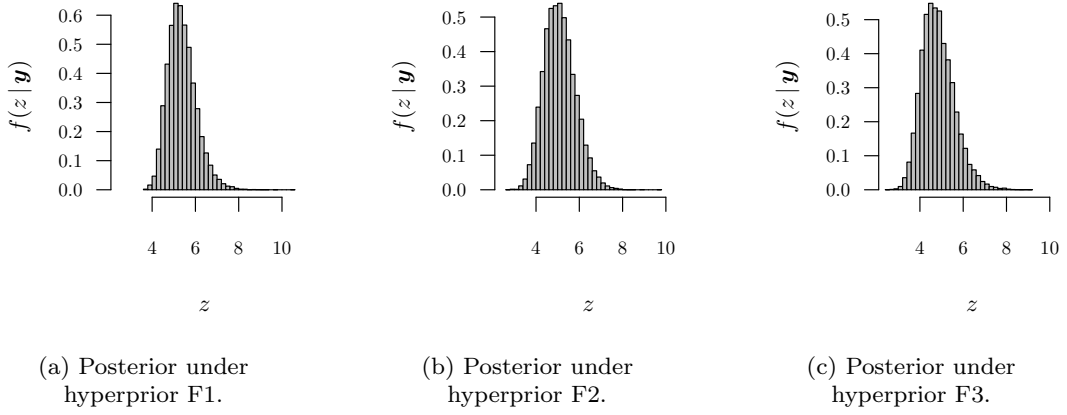 f(z | y)
0.6
0.5
0.4
0.3
0.2
0.1
0.0
4 6 8 10
z
(a) Posterior under
hyperprior F1.
f(z | y)
0.5
0.4
0.3
0.2
0.1
0.0
4 6 8 10
z
(b) Posterior under
hyperprior F2.
f(z | y)
0.5
0.4
0.3
0.2
0.1
0.0
4 6 8 10
z
(c) Posterior under
hyperprior F3.